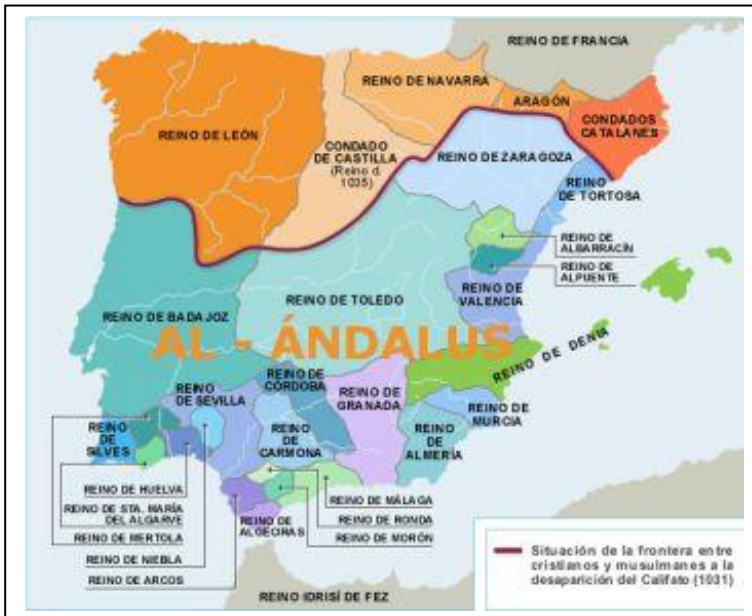 REINO DE FRANCIA
REINO DE NAVARRA
ARAGÓN
CONDADOS
CATALANES
REINO DE LEÓN
CONDADO
DE CASTILLA
(Reino d.
1035)
REINO DE ZARAGOZA
REINO
DE TORTOSA
REINO DE
ALBARRACÍN
REINO DE
ALPUENTE
REINO DE
VALENCIA
REINO DE TOLEDO
REINO DE BADAJOZ
AL - ÁNDALUS
REINO DE DENIA
REINO DE
CÓRDOBA
REINO
DE SEVILLA
REINO DE
GRANADA
REINO DE
MURCIA
REINO
DE
SILVES
REINO
DE
CARMONA
REINO
DE
ALMERÍA
REINO DE HUELVA
REINO DE STA. MARÍA
DEL ALGARVE
REINO DE MERTOLA
REINO DE NIEBLA
REINO DE ARCOS
REINO DE
ALGECIRAS
REINO DE MÁLAGA
REINO DE RONDA
REINO DE MORÓN
REINO IDRISÍ DE FEZ
Situación de la frontera entre
cristianos y musulmanes a la
desaparición del Califato (1031)